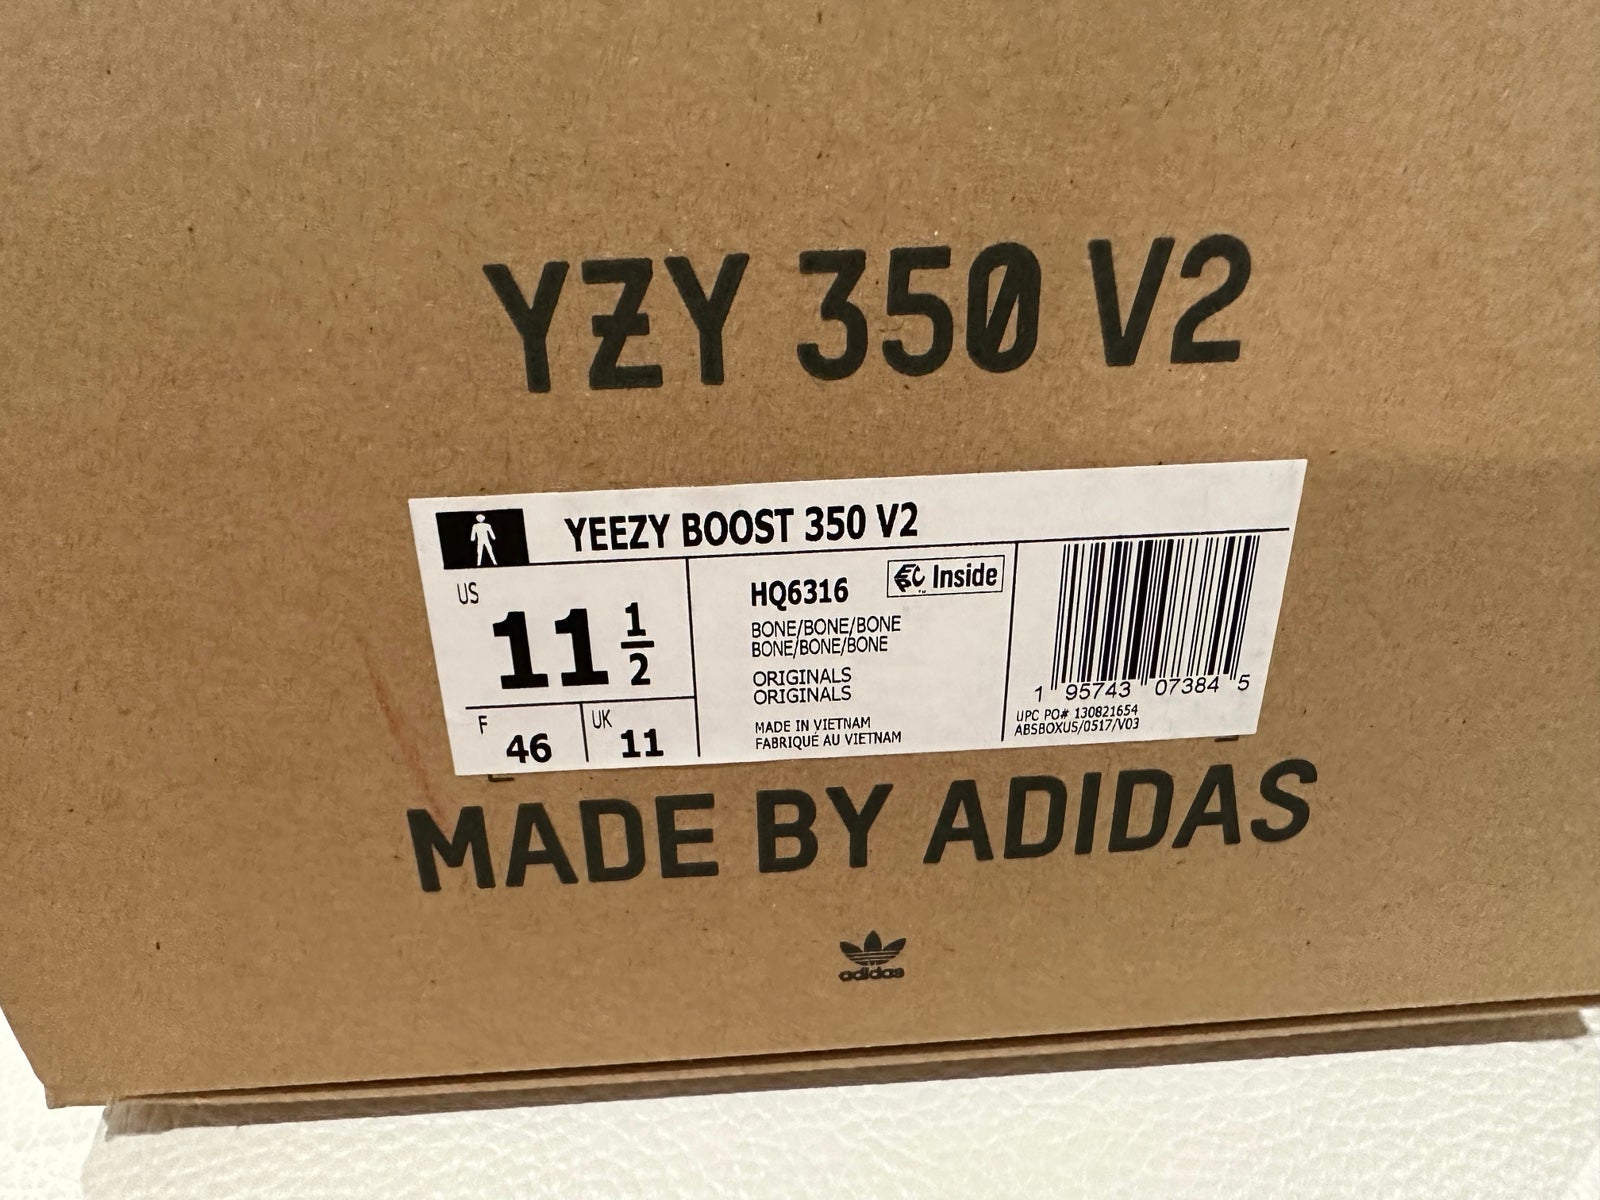 YZY 350 V2
YEEZY BOOST 350 V2
US
11 1/2
F
46
UK
11
HQ6316
EPC Inside
™
BONE/BONE/BONE
BONE/BONE/BONE
ORIGINALS
ORIGINALS
MADE IN VIETNAM
FABRIQUÉ AU VIETNAM
1 95743 07384 5
UPC PO# 130821654
ABSBOXUS/0517/V03
MADE BY ADIDAS
adidas